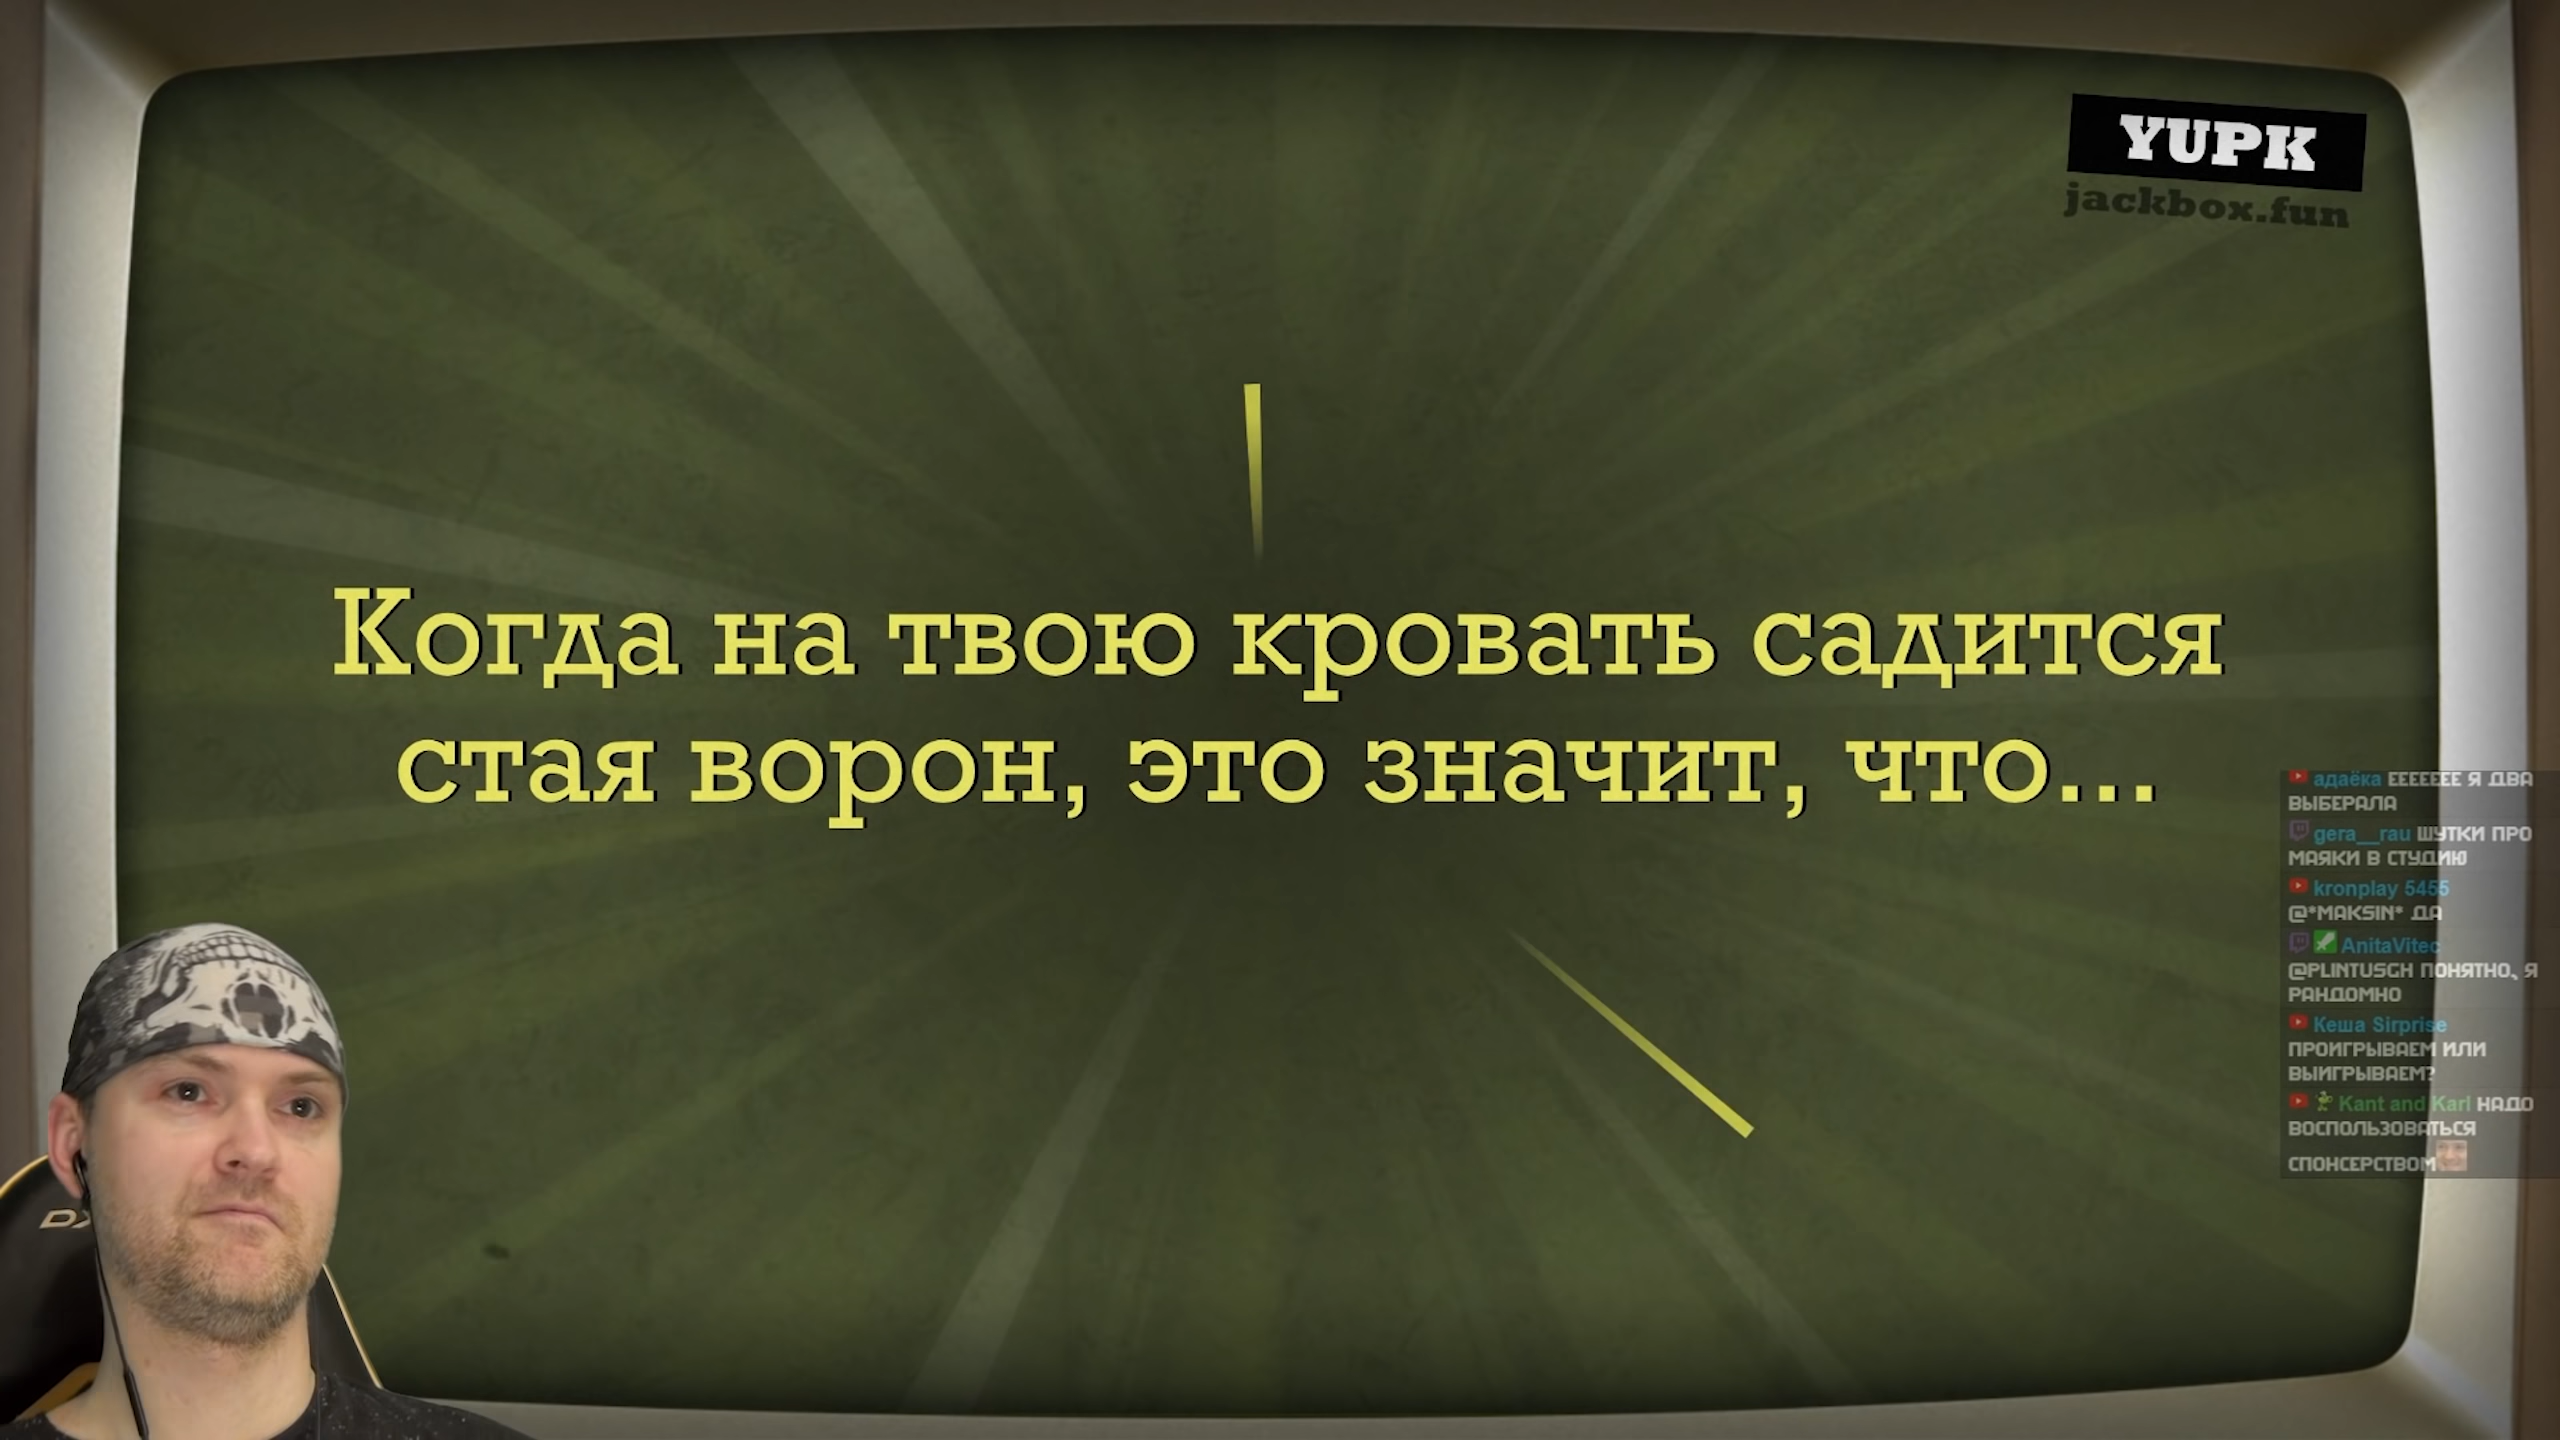 YUPK
jackbox.fun
Когда на твою кровать садится
стая ворон, это значит, что...
адаёка ЕЕЕЕЕЕЕ Я ДВА
ВЫБЕРАЛА
gera__rau ШУТКИ ПРО
МАЯКИ В СТУДИЮ
kronplay 5455
@*MAKSIN* ДА
AnitaVitec
@PLINTUSGH ПОНЯТНО, Я
РАНДОМНО
Кеша Sirprise
ПРОИГРЫВАЕМ ИЛИ
ВЫИГРЫВАЕМ?
Kant and Karl НАДО
ВОСПОЛЬЗОВАТЬСЯ
СПОНСЕРСТВОМ